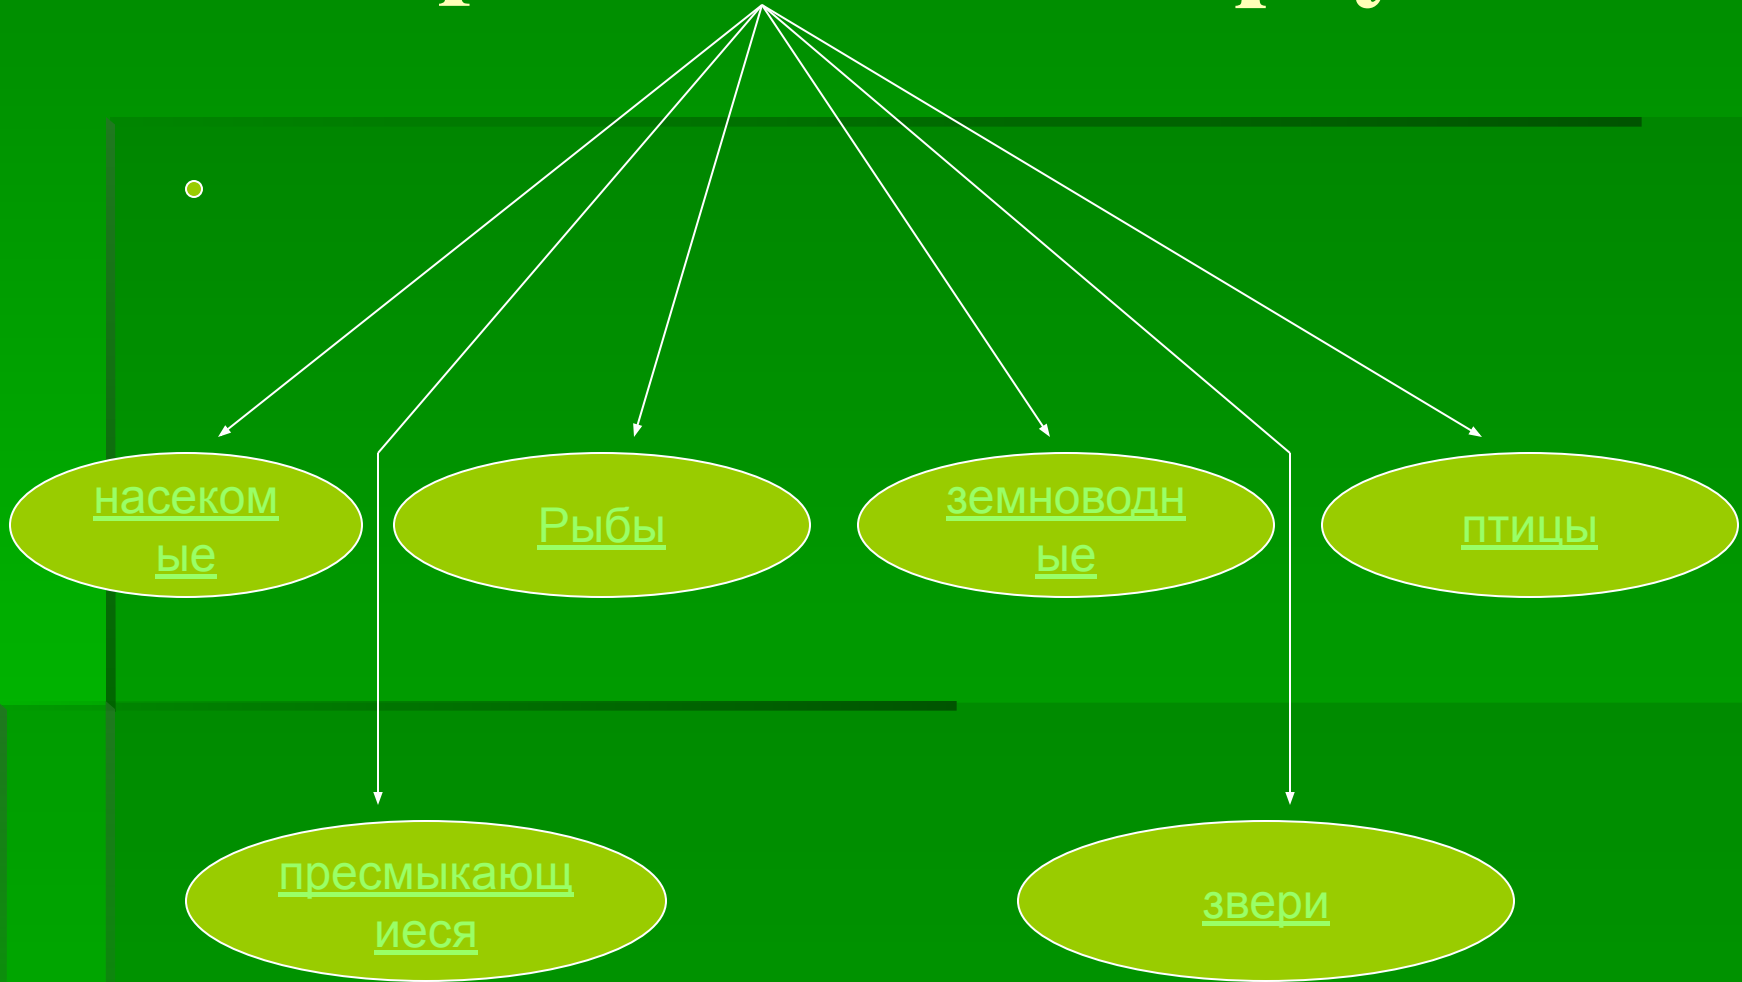 насеком
ые
Рыбы
земноводн
ые
птицы
пресмыкающ
иеся
звери